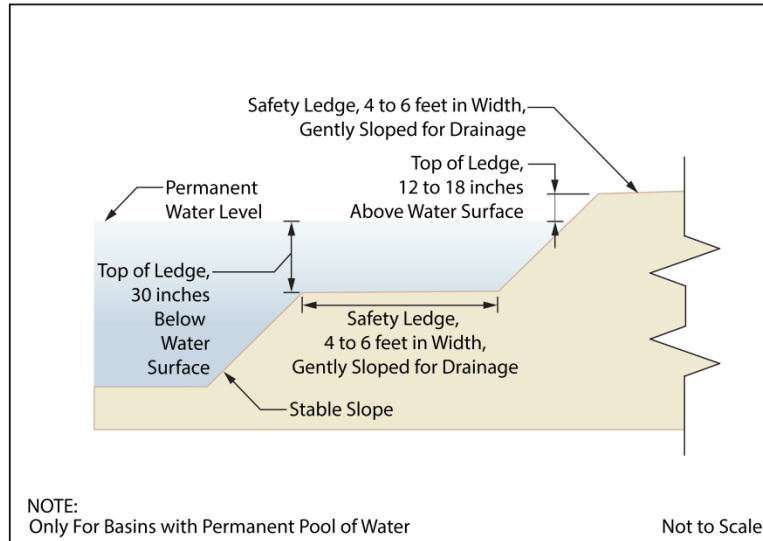 Safety Ledge, 4 to 6 feet in Width,
Gently Sloped for Drainage
Top of Ledge,
12 to 18 inches
Above Water Surface
Permanent
Water Level
Top of Ledge,
30 inches
Below
Water
Surface
Safety Ledge,
4 to 6 feet in Width,
Gently Sloped for Drainage
Stable Slope
NOTE:
Only For Basins with Permanent Pool of Water
Not to Scale